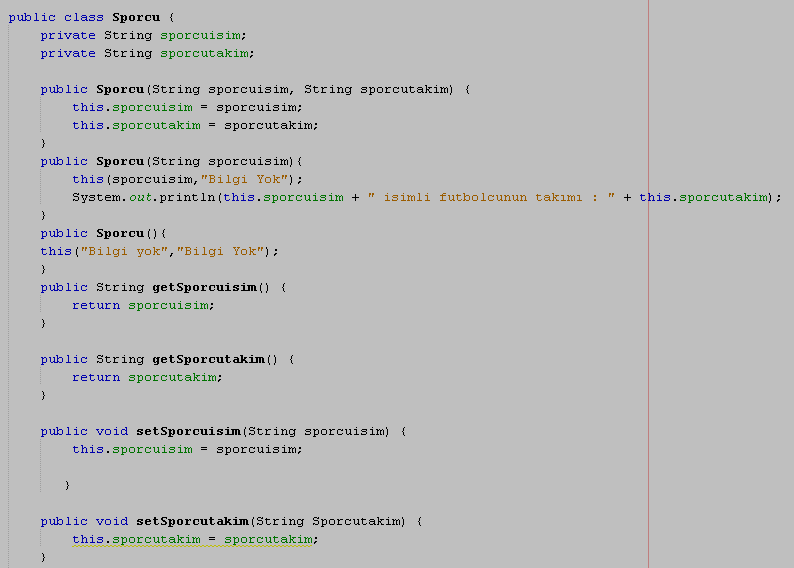 public class Sporcu {
private String sporcuisim;
private String sporcutakim;
public Sporcu(String sporcuisim, String sporcutakim) {
this.sporcuisim = sporcuisim;
this.sporcutakim = sporcutakim;
}
public Sporcu(String sporcuisim){
this(sporcuisim,"Bilgi Yok");
System.out.println(this.sporcuisim + " isimli futbolcunun takımı : " + this.sporcutakim);
}
public Sporcu(){
this("Bilgi yok","Bilgi Yok");
}
public String getSporcuisim() {
return sporcuisim;
}
public String getSporcutakim() {
return sporcutakim;
}
public void setSporcuisim(String sporcuisim) {
this.sporcuisim = sporcuisim;
}
public void setSporcutakim(String Sporcutakim) {
this.sporcutakim = sporcutakim;
}